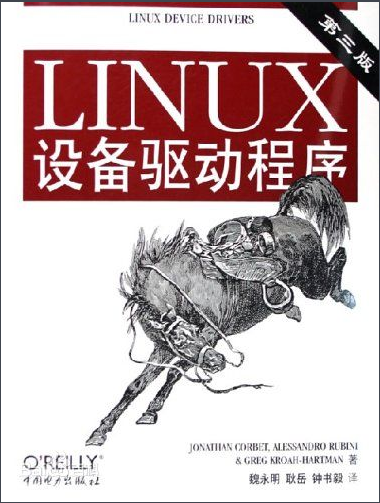 LINUX DEVICE DRIVERS
第三版
LINUX
设备驱动程序
JONATHAN CORBET, ALESSANDRO RUBINI
& GREG KROAH-HARTMAN 著
魏永明 耿岳 钟书毅 译
O'REILLY
中国电力出版社